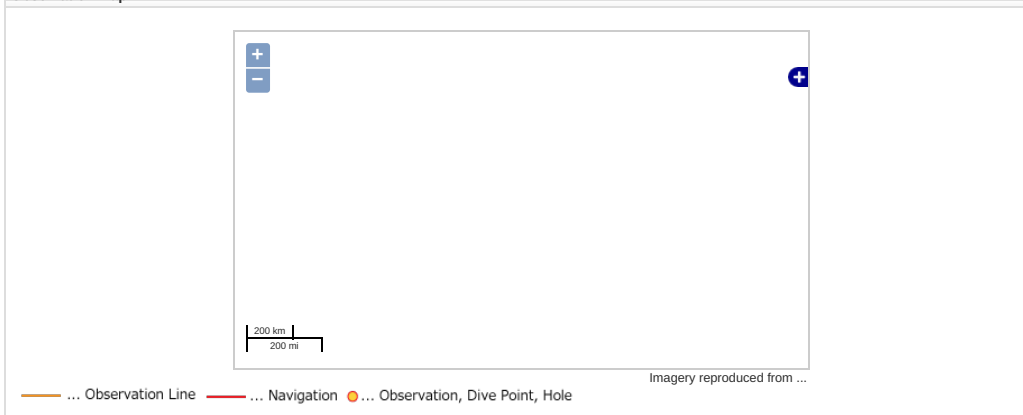 +
−
+
200 km
200 mi
Imagery reproduced from ...
... Observation Line ... Navigation ... Observation, Dive Point, Hole